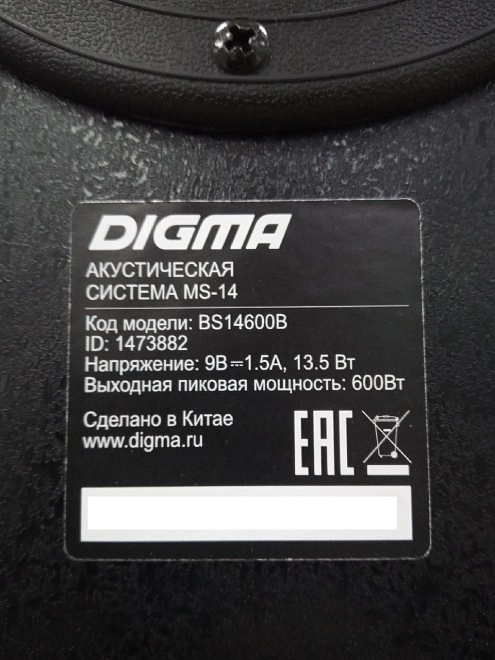 DIGMA
АКУСТИЧЕСКАЯ
СИСТЕМА MS-14
Код модели: BS14600B
ID: 1473882
Напряжение: 9В⎓1.5А, 13.5 Вт
Выходная пиковая мощность: 600Вт
Сделано в Китае
www.digma.ru
EAC